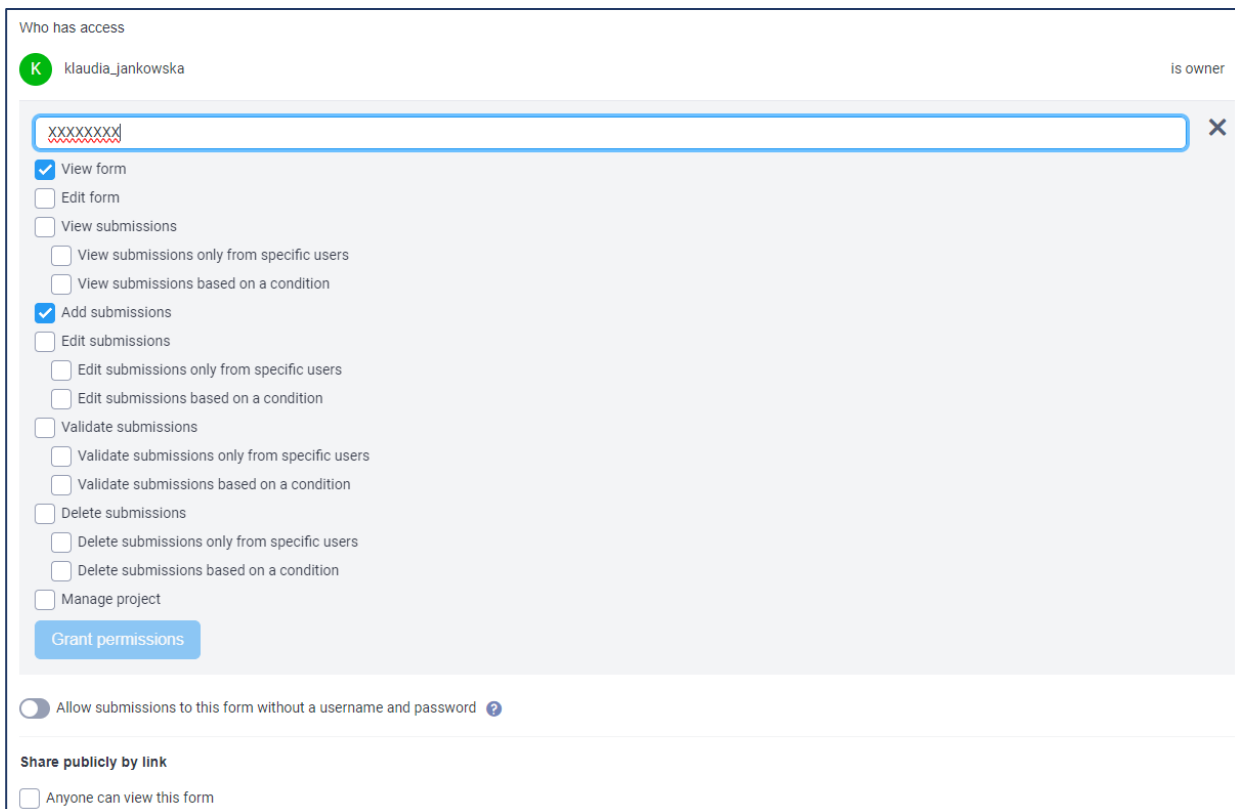 Who has access
K klaudia_jankowska is owner
XXXXXXXX
View form
Edit form
View submissions
View submissions only from specific users
View submissions based on a condition
Add submissions
Edit submissions
Edit submissions only from specific users
Edit submissions based on a condition
Validate submissions
Validate submissions only from specific users
Validate submissions based on a condition
Delete submissions
Delete submissions only from specific users
Delete submissions based on a condition
Manage project
Grant permissions
Allow submissions to this form without a username and password ?
Share publicly by link
Anyone can view this form